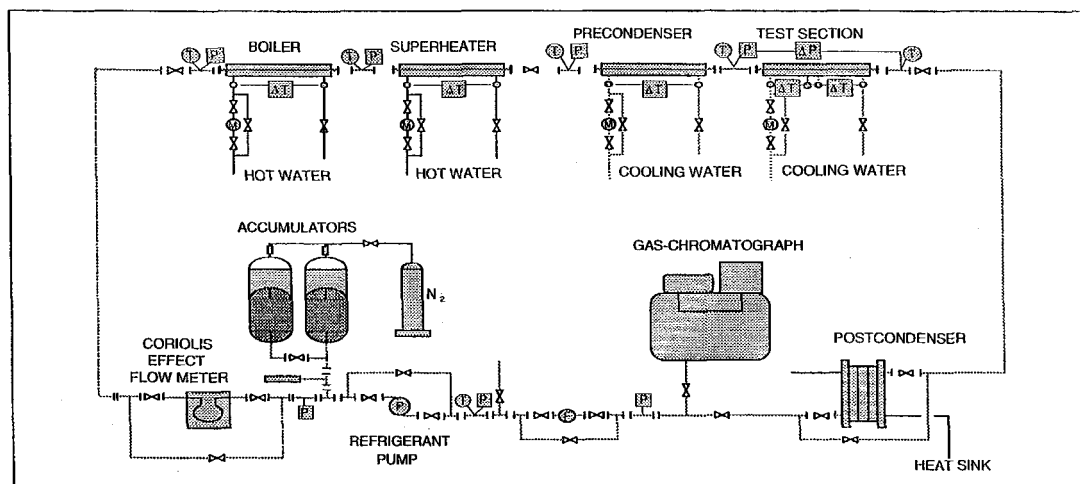 BOILER
SUPERHEATER
PRECONDENSER
TEST SECTION
T P
T P
T P
T P
ΔP
T
ΔT
ΔT
ΔT
ΔT ΔT
M
M
M
M
HOT WATER
HOT WATER
COOLING WATER
COOLING WATER
ACCUMULATORS
N₂
GAS-CHROMATOGRAPH
POSTCONDENSER
CORIOLIS
EFFECT
FLOW METER
P
P
T P
F
P
REFRIGERANT
PUMP
HEAT SINK